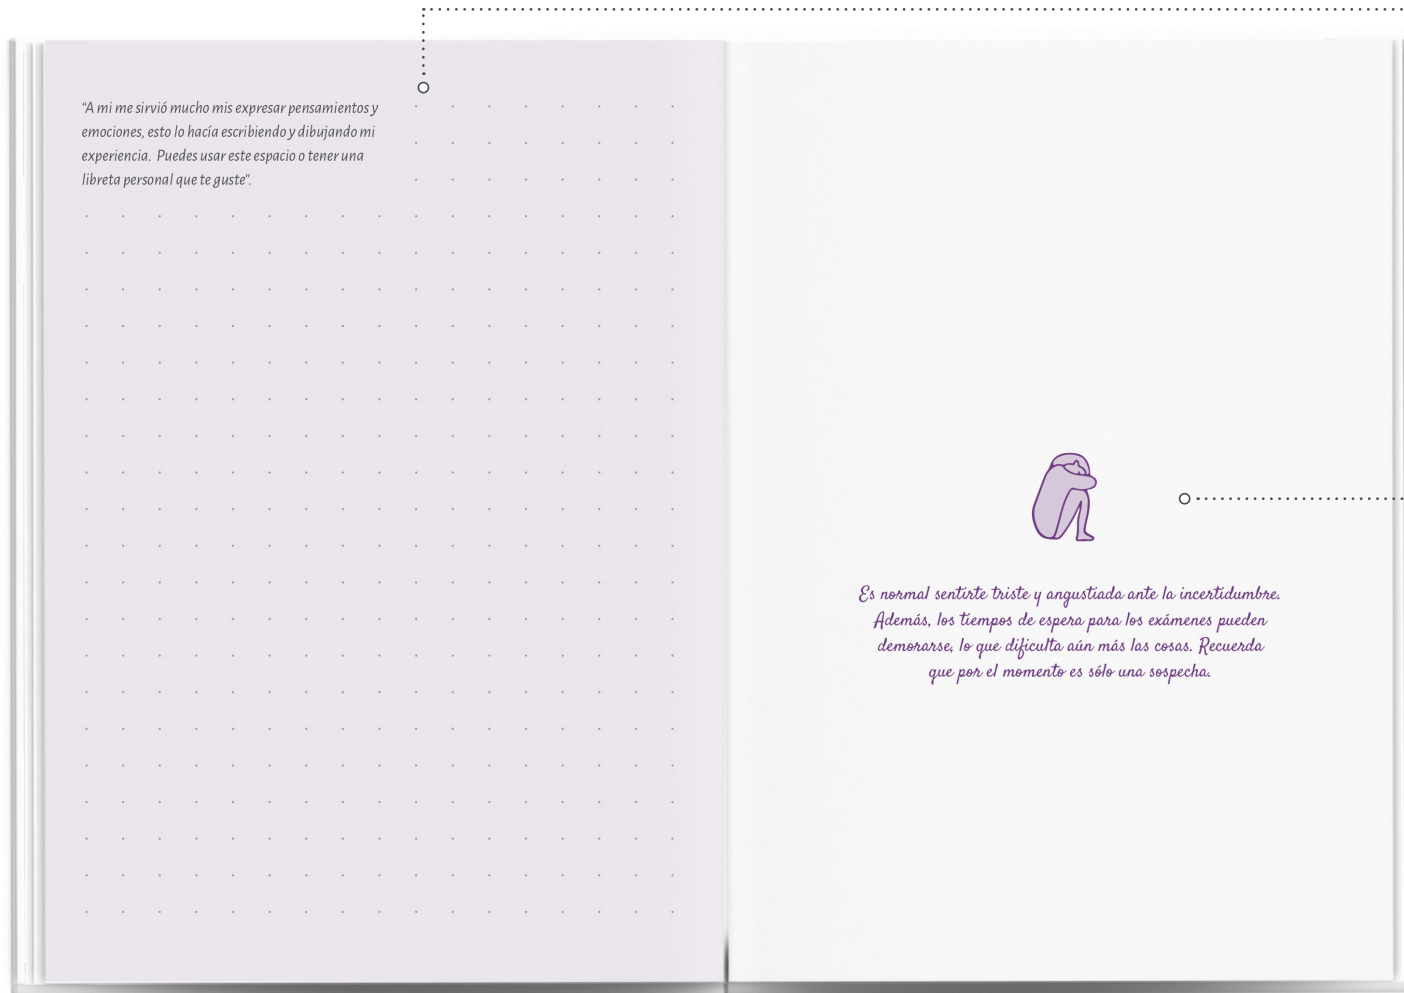 “A mi me sirvió mucho mis expresar pensamientos y
emociones, esto lo hacía escribiendo y dibujando mi
experiencia. Puedes usar este espacio o tener una
libreta personal que te guste”.
Es normal sentirte triste y angustiada ante la incertidumbre.
Además, los tiempos de espera para los exámenes pueden
demorarse, lo que dificulta aún más las cosas. Recuerda
que por el momento es sólo una sospecha.